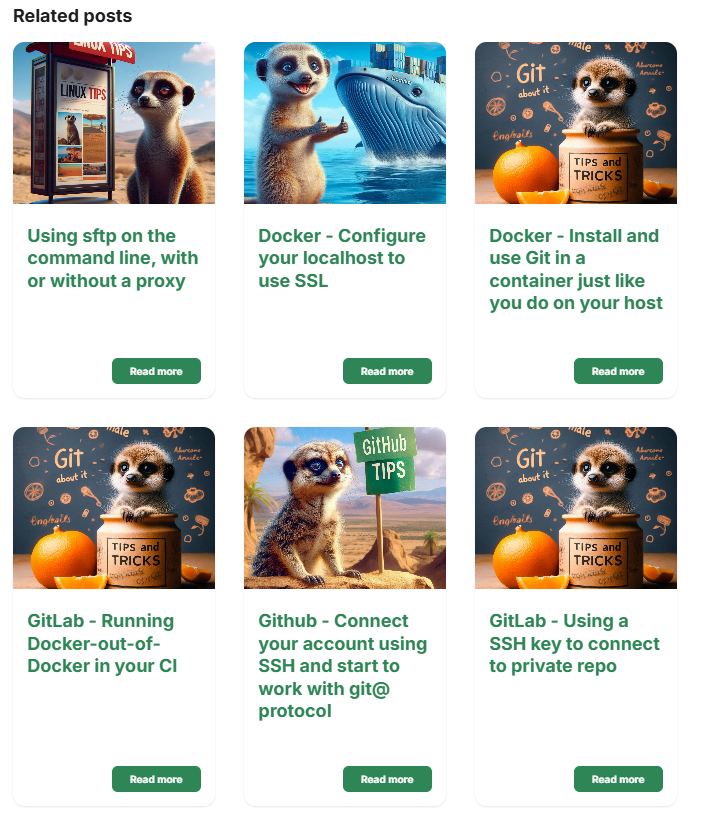 Related posts
LINUX TIPS
LINUX TIPS
Using sftp on the
command line, with
or without a proxy
Read more
Docker - Configure
your localhost to
use SSL
Read more
Git
about it
TIPS and
TRICKS
Docker - Install and
use Git in a
container just like
you do on your host
Read more
Git
about it
TIPS and
TRICKS
GitLab - Running
Docker-out-of-
Docker in your CI
Read more
GitHub
TIPS
Github - Connect
your account using
SSH and start to
work with git@
protocol
Read more
Git
about it
TIPS and
TRICKS
GitLab - Using a
SSH key to connect
to private repo
Read more